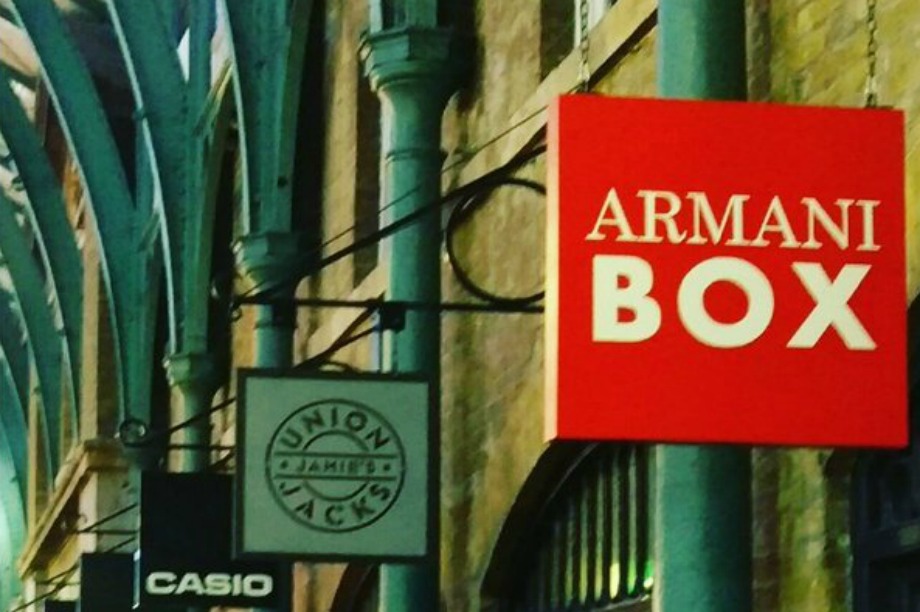 ARMANI
BOX
UNION
JAMIE'S
JACKS
CASIO